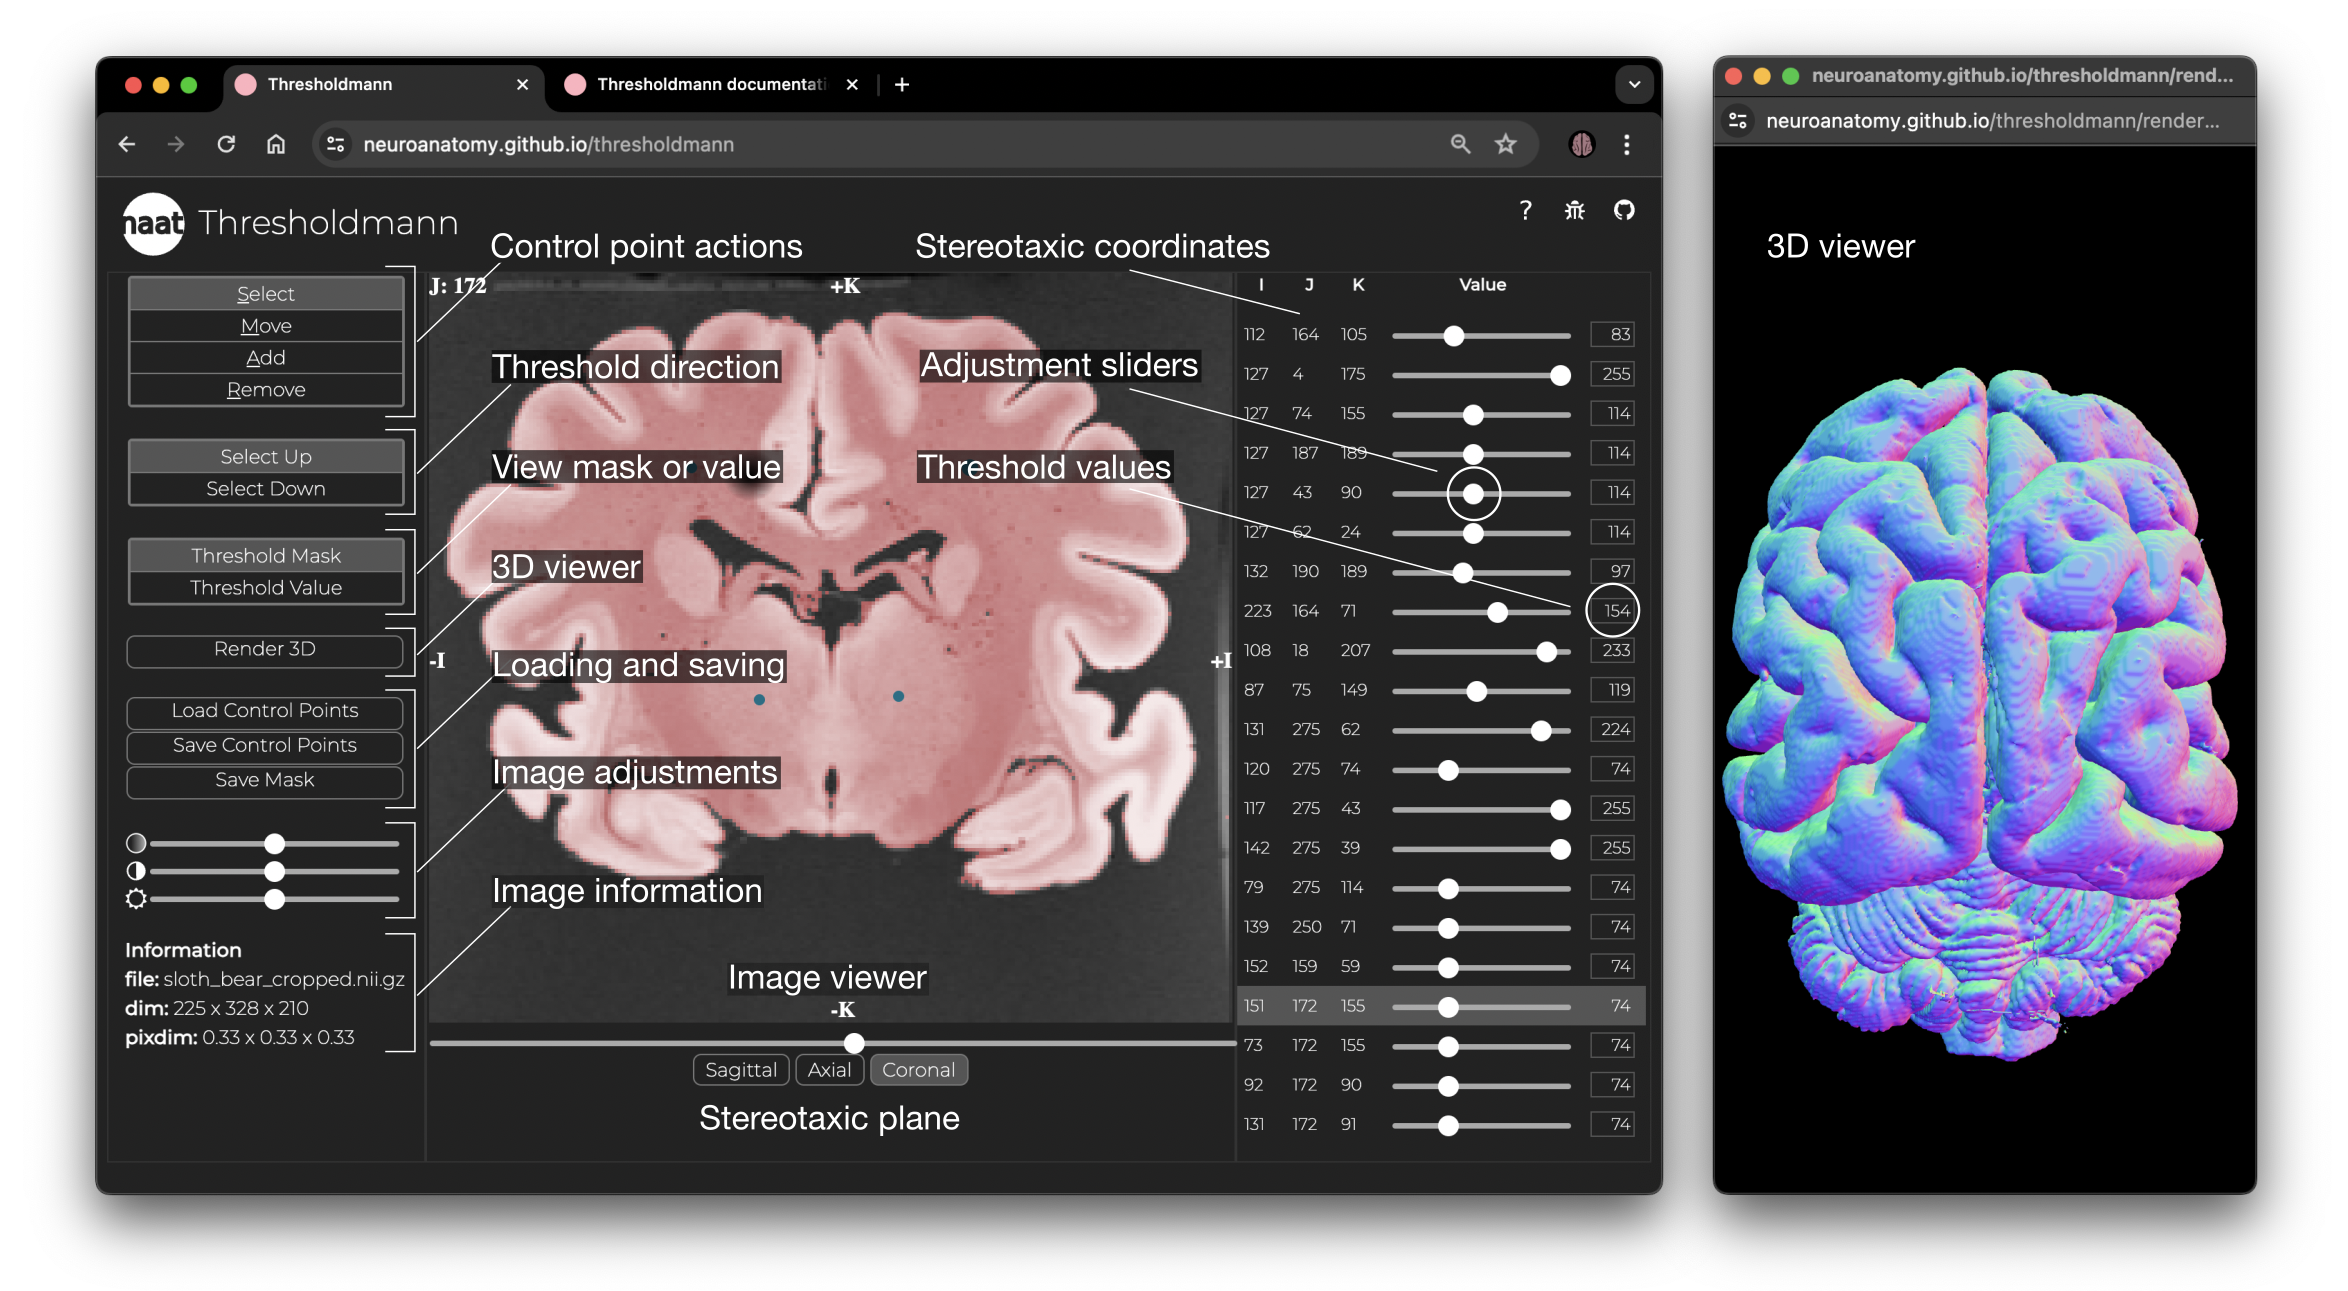 Thresholdmann
Thresholdmann documentati
neuroanatomy.github.io/thresholdmann
naat Thresholdmann
?
Control point actions
Stereotaxic coordinates
Select
Move
Add
Remove
Threshold direction
Select Up
Select Down
View mask or value
Threshold Mask
Threshold Value
3D viewer
Render 3D
Loading and saving
Load Control Points
Save Control Points
Save Mask
Image adjustments
Image information
Information
file: sloth_bear_cropped.nii.gz
dim: 225 x 328 x 210
pixdim: 0.33 x 0.33 x 0.33
J: 172
+K
-I
+I
Adjustment sliders
Threshold values
Image viewer
-K
Sagittal Axial Coronal
Stereotaxic plane
I J K Value
112 164 105 83
127 4 175 255
127 74 155 114
127 187 189 114
127 43 90 114
127 62 24 114
132 190 189 97
223 164 71 154
108 18 207 233
87 75 149 119
131 275 62 224
120 275 74 74
117 275 43 255
142 275 39 255
79 275 114 74
139 250 71 74
152 159 59 74
151 172 155 74
73 172 155 74
92 172 90 74
131 172 91 74
neuroanatomy.github.io/thresholdmann/rend...
neuroanatomy.github.io/thresholdmann/render...
3D viewer